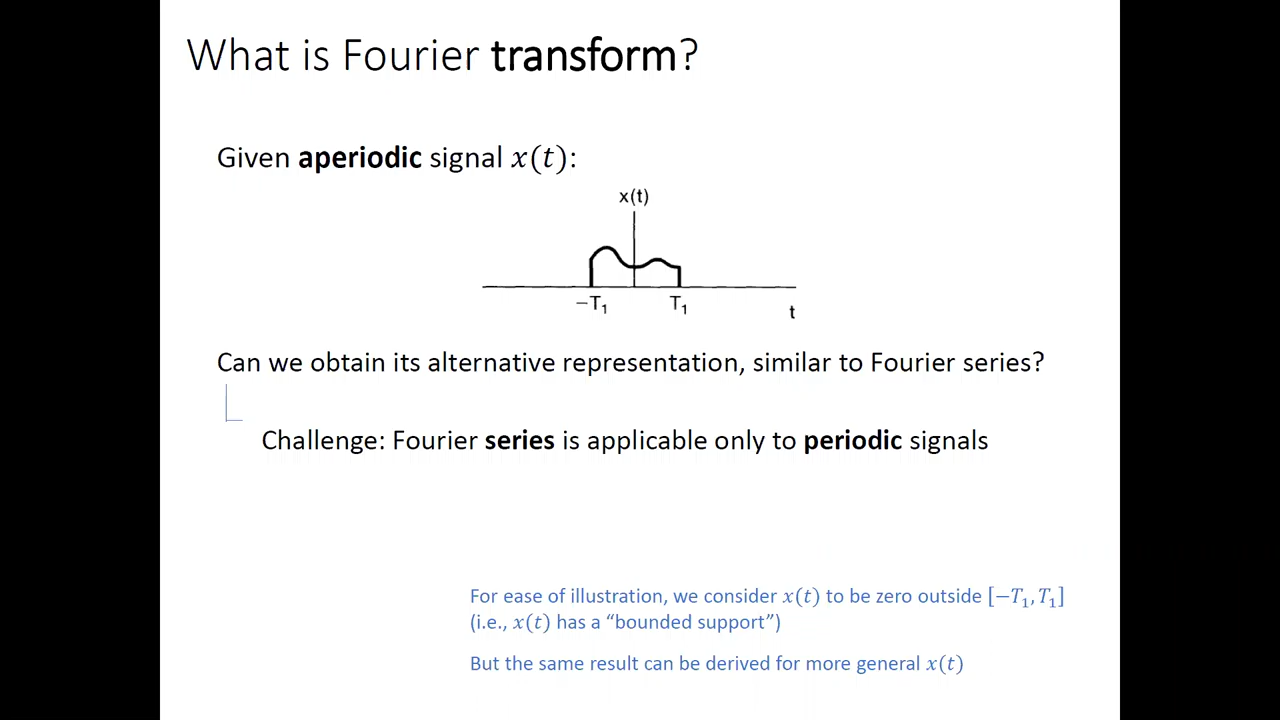 What is Fourier transform?
Given aperiodic signal x(t):
x(t)
−T₁
T₁
t
Can we obtain its alternative representation, similar to Fourier series?
Challenge: Fourier series is applicable only to periodic signals
For ease of illustration, we consider x(t) to be zero outside [−T₁, T₁]
(i.e., x(t) has a “bounded support”)
But the same result can be derived for more general x(t)